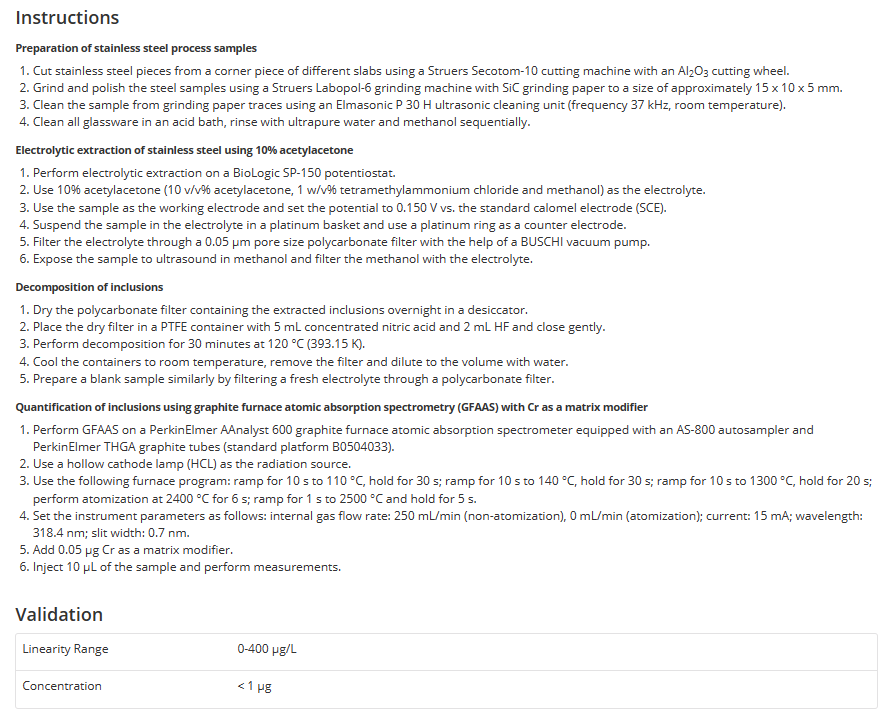 Instructions
Preparation of stainless steel process samples
1. Cut stainless steel pieces from a corner piece of different slabs using a Struers Secotom-10 cutting machine with an Al₂O₃ cutting wheel.
2. Grind and polish the steel samples using a Struers Labopol-6 grinding machine with SiC grinding paper to a size of approximately 15 x 10 x 5 mm.
3. Clean the sample from grinding paper traces using an Elmasonic P 30 H ultrasonic cleaning unit (frequency 37 kHz, room temperature).
4. Clean all glassware in an acid bath, rinse with ultrapure water and methanol sequentially.
Electrolytic extraction of stainless steel using 10% acetylacetone
1. Perform electrolytic extraction on a BioLogic SP-150 potentiostat.
2. Use 10% acetylacetone (10 v/v% acetylacetone, 1 w/v% tetramethylammonium chloride and methanol) as the electrolyte.
3. Use the sample as the working electrode and set the potential to 0.150 V vs. the standard calomel electrode (SCE).
4. Suspend the sample in the electrolyte in a platinum basket and use a platinum ring as a counter electrode.
5. Filter the electrolyte through a 0.05 µm pore size polycarbonate filter with the help of a BUSCHI vacuum pump.
6. Expose the sample to ultrasound in methanol and filter the methanol with the electrolyte.
Decomposition of inclusions
1. Dry the polycarbonate filter containing the extracted inclusions overnight in a desiccator.
2. Place the dry filter in a PTFE container with 5 mL concentrated nitric acid and 2 mL HF and close gently.
3. Perform decomposition for 30 minutes at 120 °C (393.15 K).
4. Cool the containers to room temperature, remove the filter and dilute to the volume with water.
5. Prepare a blank sample similarly by filtering a fresh electrolyte through a polycarbonate filter.
Quantification of inclusions using graphite furnace atomic absorption spectrometry (GFAAS) with Cr as a matrix modifier
1. Perform GFAAS on a PerkinElmer AAnalyst 600 graphite furnace atomic absorption spectrometer equipped with an AS-800 autosampler and
PerkinElmer THGA graphite tubes (standard platform B0504033).
2. Use a hollow cathode lamp (HCL) as the radiation source.
3. Use the following furnace program: ramp for 10 s to 110 °C, hold for 30 s; ramp for 10 s to 140 °C, hold for 30 s; ramp for 10 s to 1300 °C, hold for 20 s;
perform atomization at 2400 °C for 6 s; ramp for 1 s to 2500 °C and hold for 5 s.
4. Set the instrument parameters as follows: internal gas flow rate: 250 mL/min (non-atomization), 0 mL/min (atomization); current: 15 mA; wavelength:
318.4 nm; slit width: 0.7 nm.
5. Add 0.05 µg Cr as a matrix modifier.
6. Inject 10 µL of the sample and perform measurements.
Validation
Linearity Range 0-400 µg/L
Concentration < 1 µg